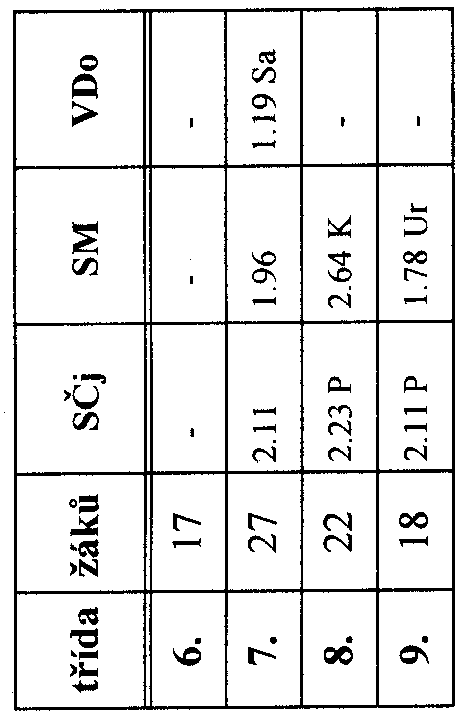 třída žáků SČj SM VDo
6. 17 - - -
7. 27 2.11 1.96 1.19 Sa
8. 22 2.23 P 2.64 K -
9. 18 2.11 P 1.78 Ur -